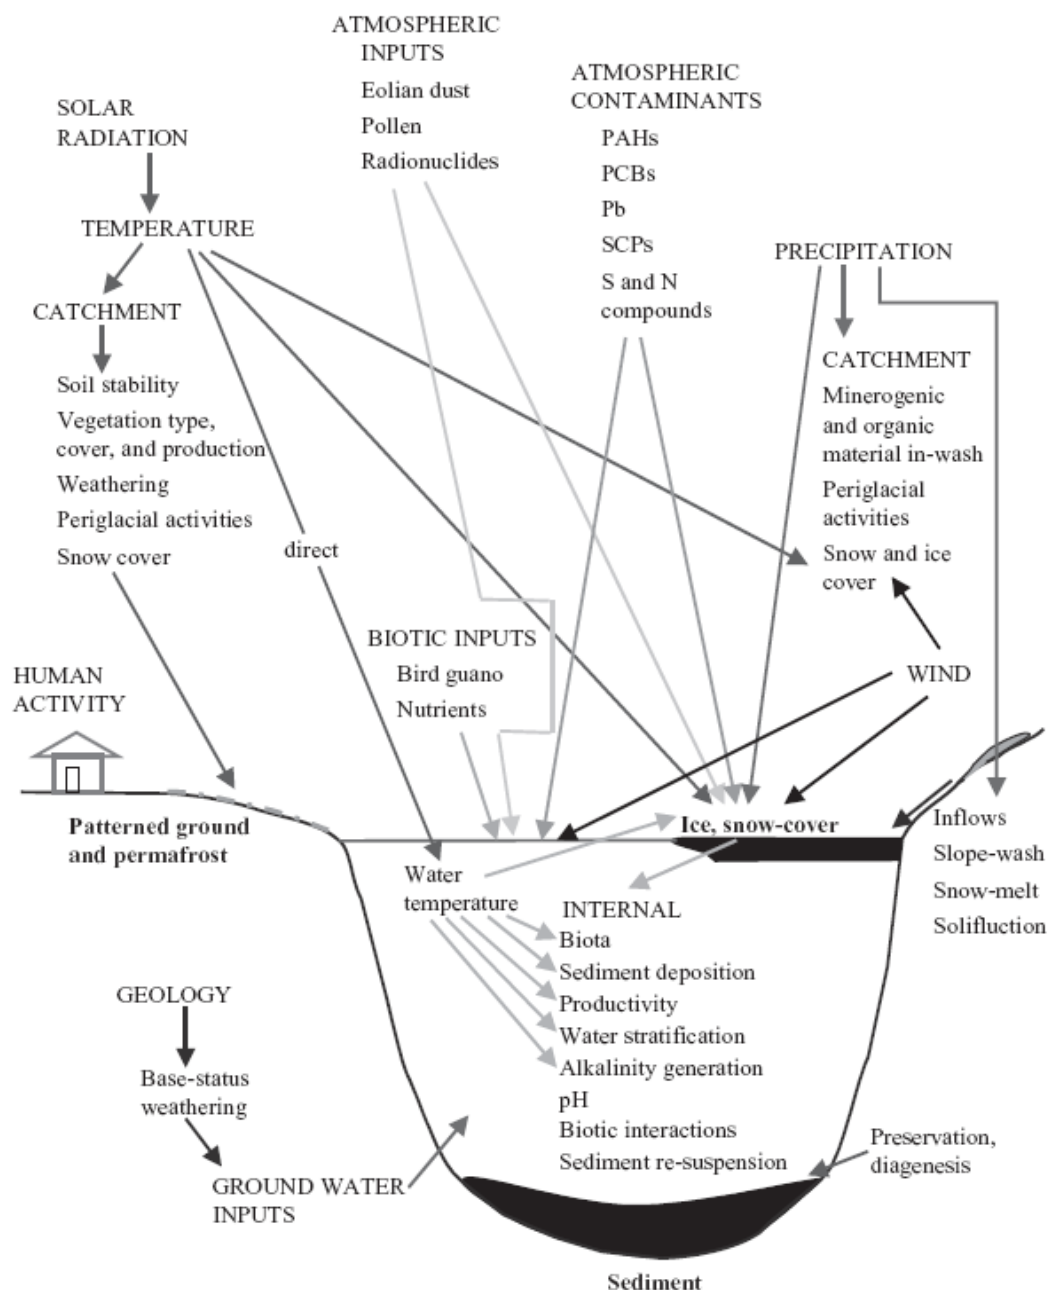 ATMOSPHERIC
INPUTS
Eolian dust
Pollen
Radionuclides
ATMOSPHERIC
CONTAMINANTS
PAHs
PCBs
Pb
SCPs
S and N
compounds
SOLAR
RADIATION
TEMPERATURE
CATCHMENT
Soil stability
Vegetation type,
cover, and production
Weathering
Periglacial activities
Snow cover
direct
PRECIPITATION
CATCHMENT
Minerogenic
and organic
material in-wash
Periglacial
activities
Snow and ice
cover
WIND
BIOTIC INPUTS
Bird guano
Nutrients
HUMAN
ACTIVITY
Patterned ground
and permafrost
Ice, snow-cover
Inflows
Slope-wash
Snow-melt
Solifluction
Water
temperature
INTERNAL
Biota
Sediment deposition
Productivity
Water stratification
Alkalinity generation
pH
Biotic interactions
Sediment re-suspension
GEOLOGY
Base-status
weathering
GROUND WATER
INPUTS
Preservation,
diagenesis
Sediment